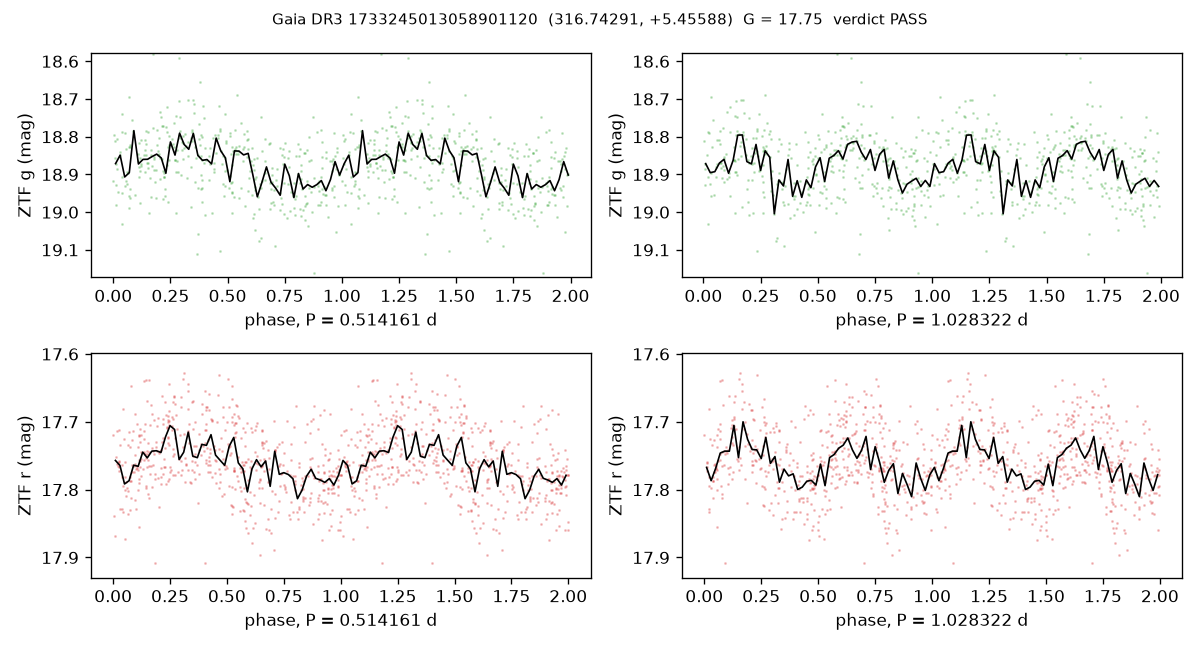 Gaia DR3 1733245013058901120  (316.74291, +5.45588)  G = 17.75  verdict PASS
ZTF g (mag)
18.6
18.7
18.8
18.9
19.0
19.1
0.00 0.25 0.50 0.75 1.00 1.25 1.50 1.75 2.00
phase, P = 0.514161 d
ZTF g (mag)
18.6
18.7
18.8
18.9
19.0
19.1
0.00 0.25 0.50 0.75 1.00 1.25 1.50 1.75 2.00
phase, P = 1.028322 d
ZTF r (mag)
17.6
17.7
17.8
17.9
0.00 0.25 0.50 0.75 1.00 1.25 1.50 1.75 2.00
phase, P = 0.514161 d
ZTF r (mag)
17.6
17.7
17.8
17.9
0.00 0.25 0.50 0.75 1.00 1.25 1.50 1.75 2.00
phase, P = 1.028322 d